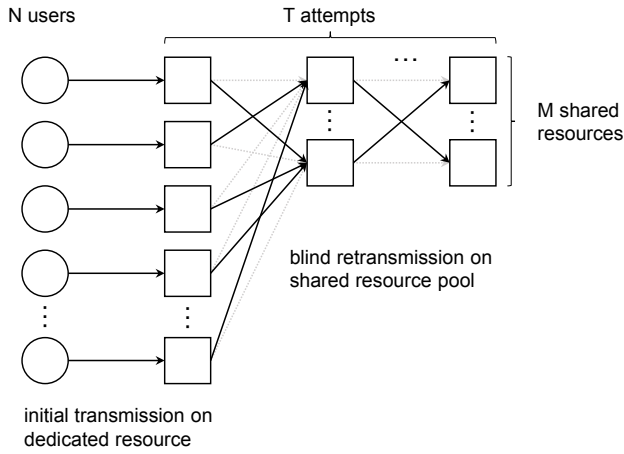 N users
T attempts
M shared
resources
blind retransmission on
shared resource pool
initial transmission on
dedicated resource